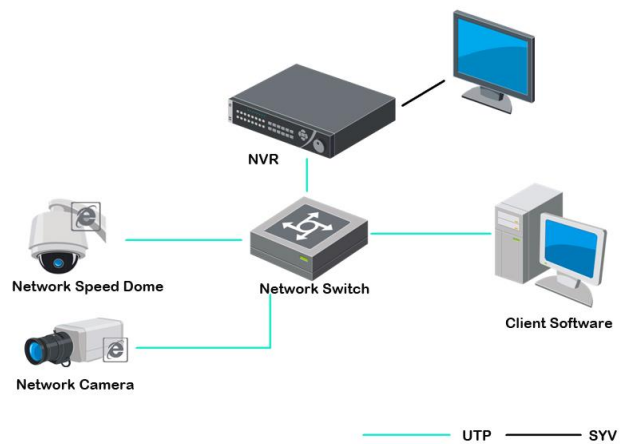 NVR
Network Speed Dome
Network Switch
Client Software
Network Camera
UTP
SYV